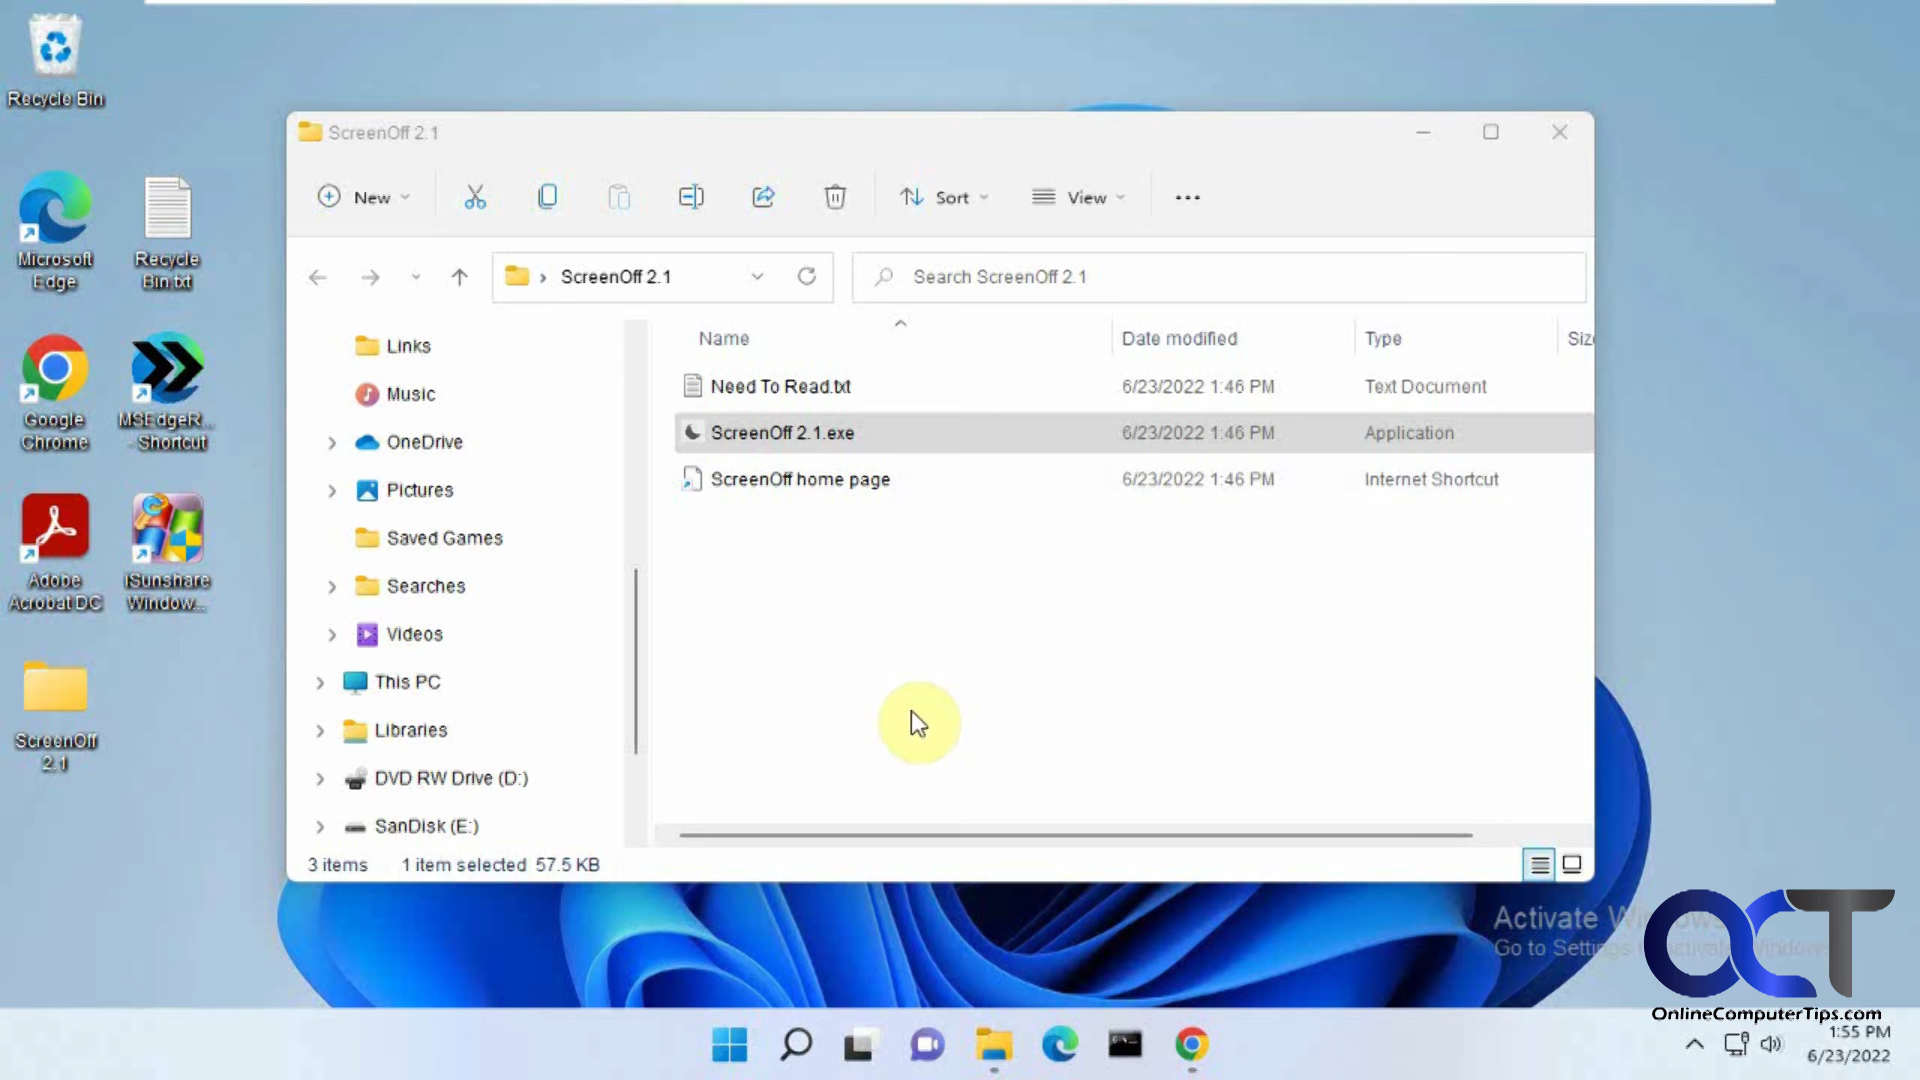 Recycle Bin
Microsoft
Edge
Recycle
Bin.txt
Google
Chrome
MSEdgeR...
- Shortcut
Adobe
Acrobat DC
iSunshare
Window...
ScreenOff
2.1
ScreenOff 2.1
New
Sort
View
ScreenOff 2.1
Search ScreenOff 2.1
Links
Music
OneDrive
Pictures
Saved Games
Searches
Videos
This PC
Libraries
DVD RW Drive (D:)
SanDisk (E:)
Name Date modified Type
Need To Read.txt 6/23/2022 1:46 PM Text Document
ScreenOff 2.1.exe 6/23/2022 1:46 PM Application
ScreenOff home page 6/23/2022 1:46 PM Internet Shortcut
3 items 1 item selected 57.5 KB
Activate
Go to Settings
OCT
OnlineComputerTips.com
1:55 PM
6/23/2022